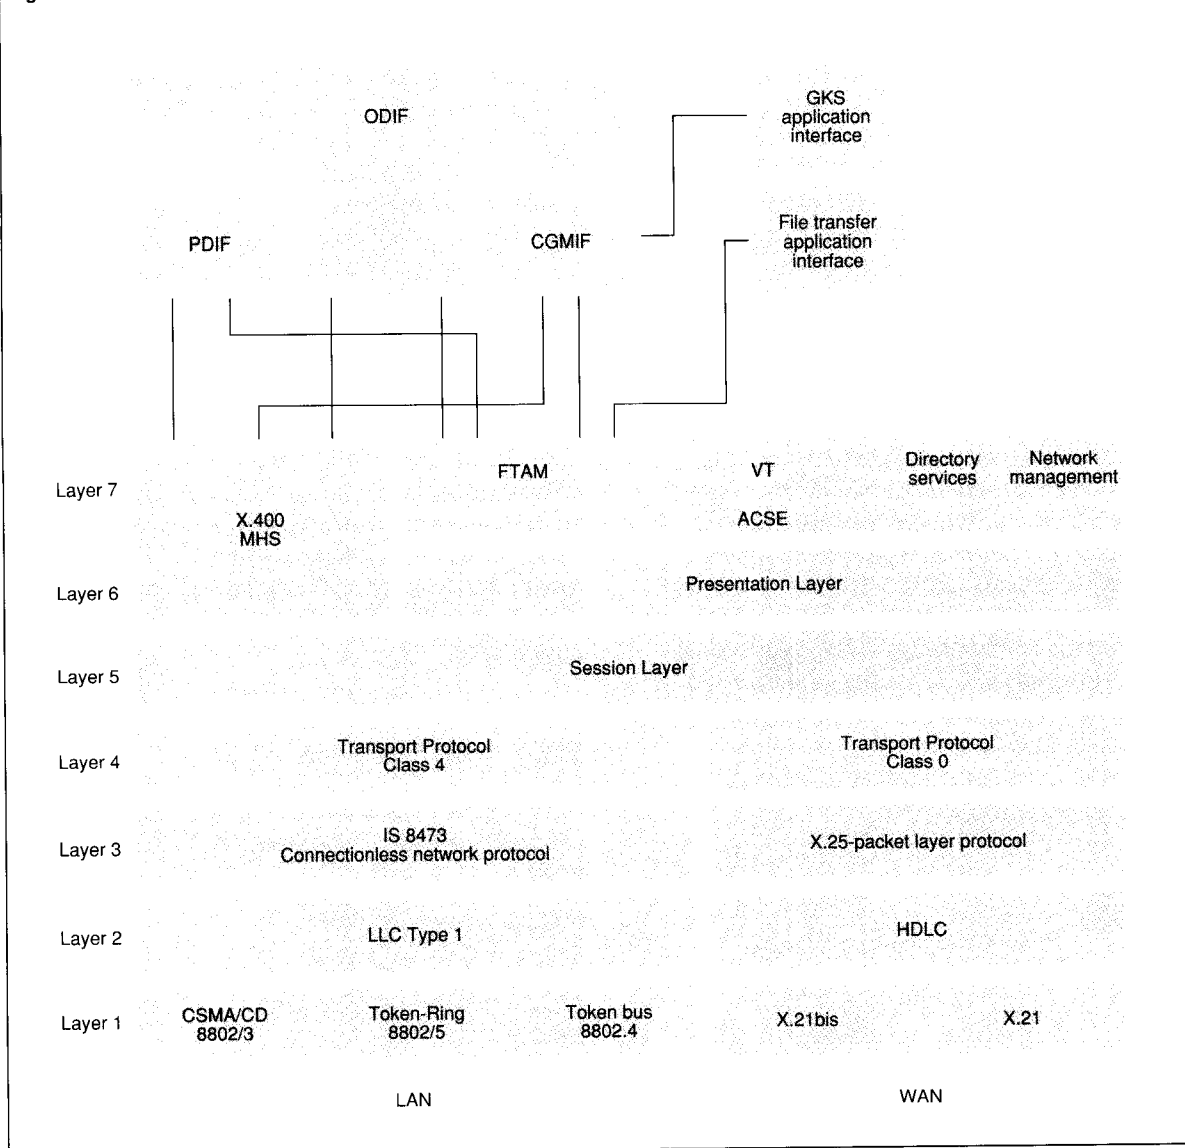 ODIF
GKS
application
interface
PDIF
CGMIF
File transfer
application
interface
Layer 7
FTAM
VT
Directory
services
Network
management
X.400
MHS
ACSE
Layer 6
Presentation Layer
Layer 5
Session Layer
Layer 4
Transport Protocol
Class 4
Transport Protocol
Class 0
Layer 3
IS 8473
Connectionless network protocol
X.25-packet layer protocol
Layer 2
LLC Type 1
HDLC
Layer 1
CSMA/CD
8802/3
Token-Ring
8802/5
Token bus
8802.4
X.21bis
X.21
LAN
WAN